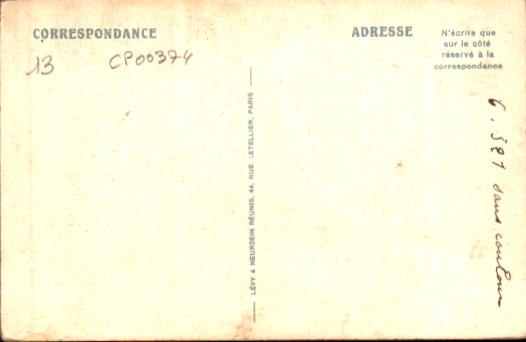 CORRESPONDANCE
ADRESSE
N'écrire que
sur le côté
réservé à la
correspondance
13
CP00374
LÉVY & NEURDEIN RÉUNIS, 44, RUE LETELLIER, PARIS
6.521 sans couleur